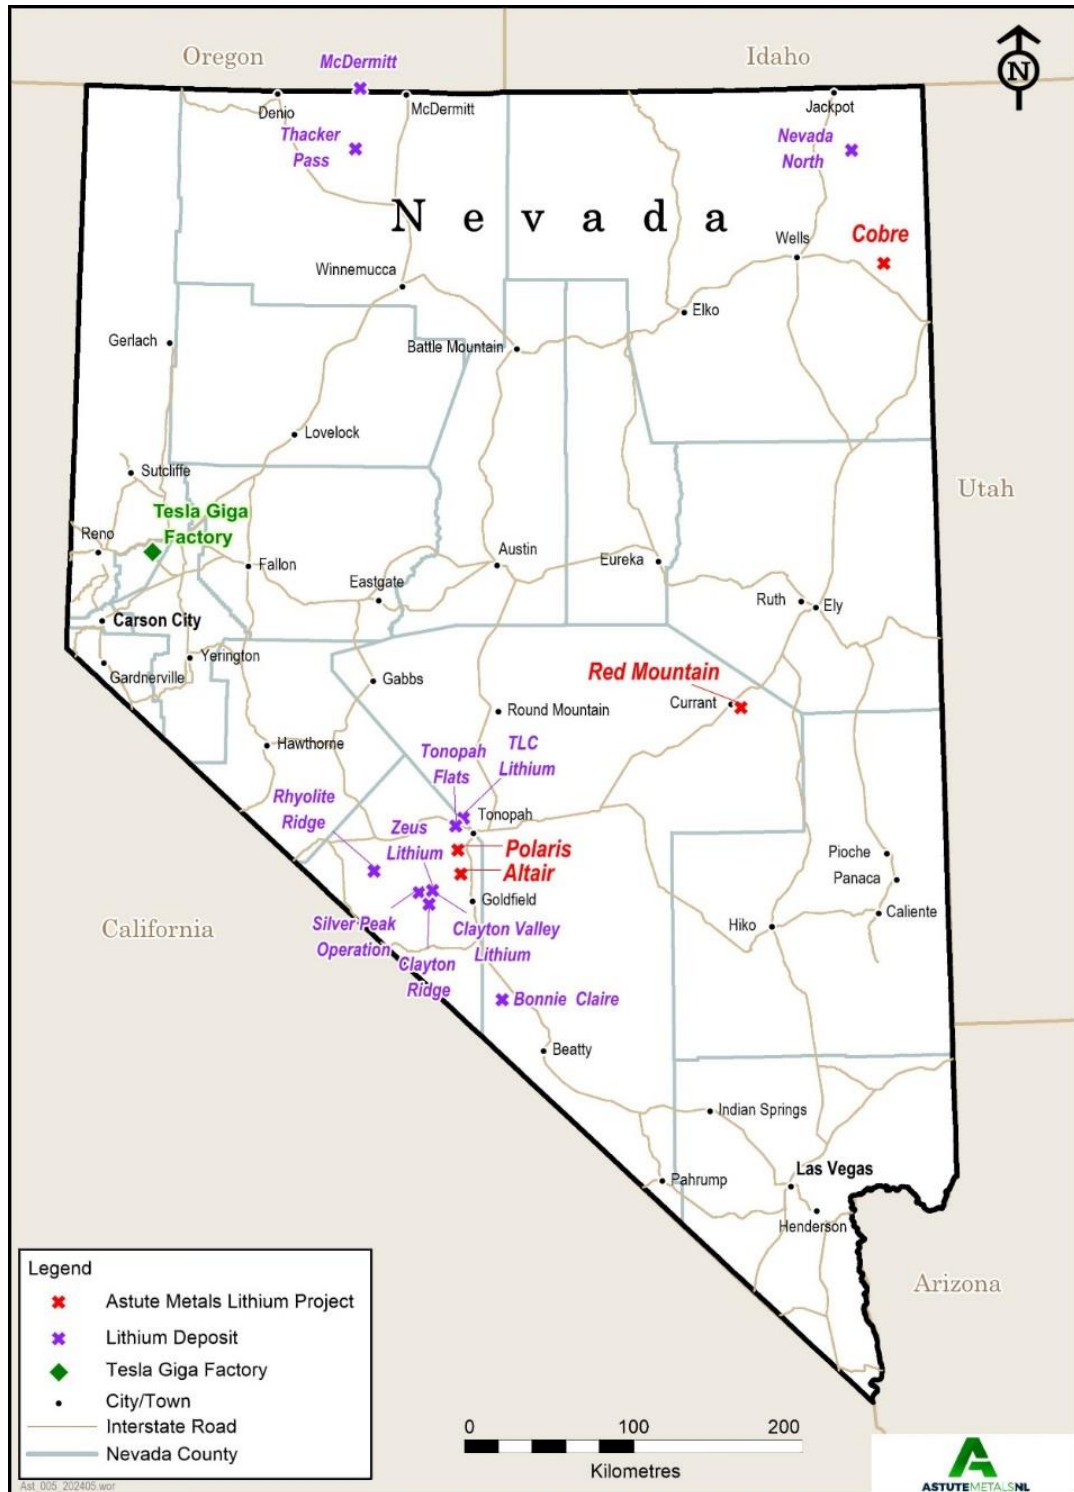 Oregon
Idaho
McDermitt
N
Denio
McDermitt
Jackpot
Thacker
Pass
Nevada
North
Nevada
Cobre
Wells
Winnemucca
Elko
Gerlach
Battle Mountain
Lovelock
Sutcliffe
Utah
Tesla Giga
Factory
Reno
Austin
Eureka
Fallon
Eastgate
Ruth
Ely
Carson City
Yerington
Gardnerville
Gabbs
Red Mountain
Currant
Round Mountain
Hawthorne
Tonopah
Flats
TLC
Lithium
Rhyolite
Ridge
Zeus
Lithium
Tonopah
Polaris
Altair
Pioche
Panaca
Goldfield
Caliente
Hiko
California
Silver Peak
Operation
Clayton Valley
Lithium
Clayton
Ridge
Bonnie Claire
Beatty
Indian Springs
Las Vegas
Pahrump
Henderson
Arizona
Legend
Astute Metals Lithium Project
Lithium Deposit
Tesla Giga Factory
City/Town
Interstate Road
Nevada County
0 100 200
Kilometres
Ast_005_202405.wor
ASTUTEMETALSNL